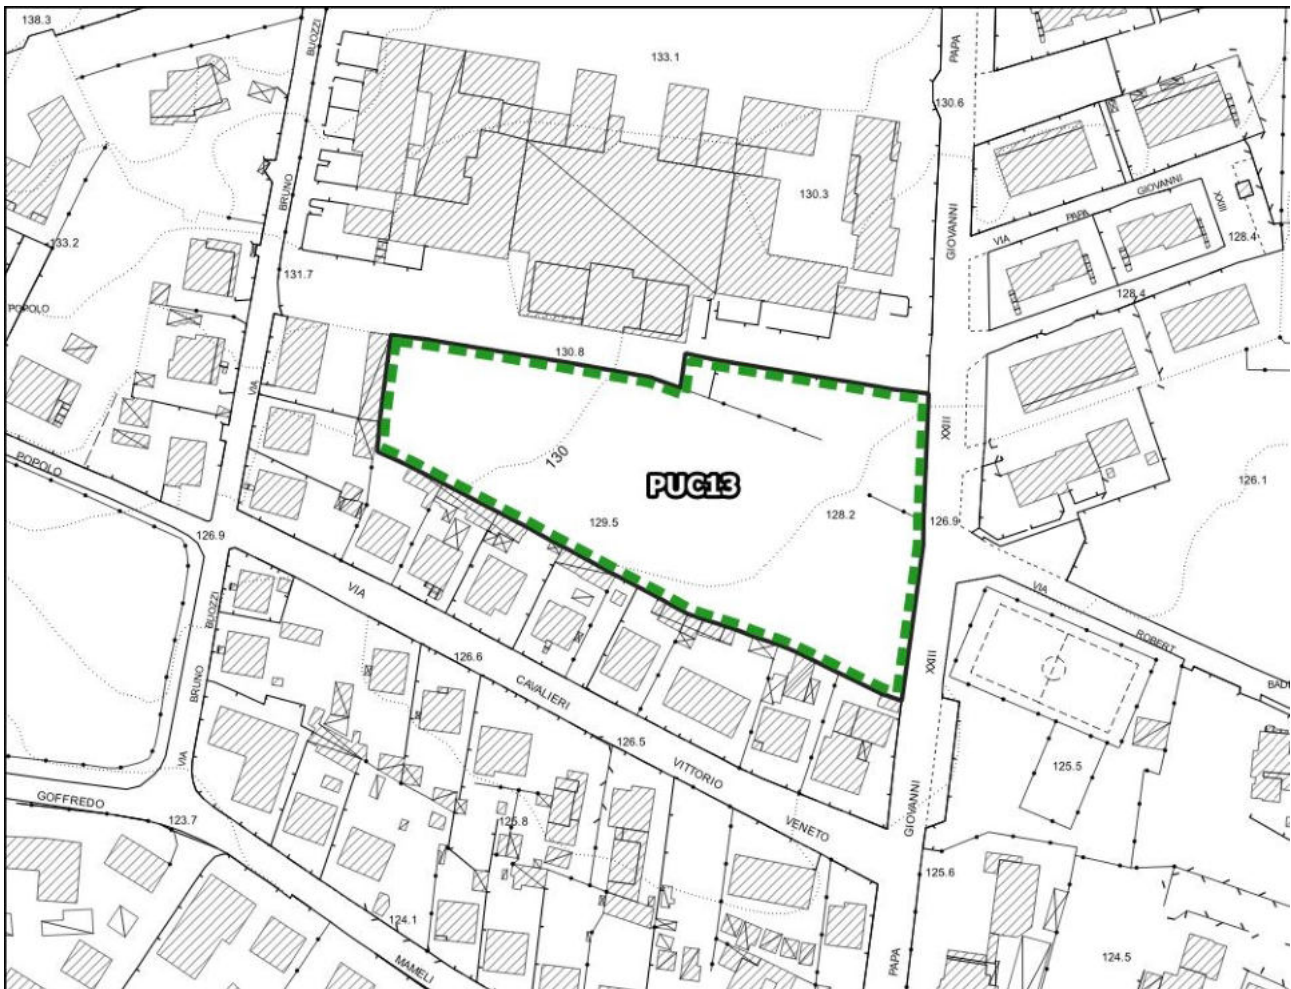 138.3
BUOZZI
133.1
PAPA
130.6
BRUNO
130.3
GIOVANNI
XXIII
PAPA
VIA
GIOVANNI
133.2
128.4
131.7
128.4
POPOLO
130.8
VIA
XXIII
130
POPOLO
PUC13
126.1
129.5
128.2
126.9
126.9
VIA
VIA
BUOZZI
ROBERT
126.6
XXIII
BRUNO
CAVALIERI
BAD
126.5
VIA
VITTORIO
125.5
GOFFREDO
GIOVANNI
123.7
125.8
VENETO
125.6
124.1
124.5
MAMELI
PAPA